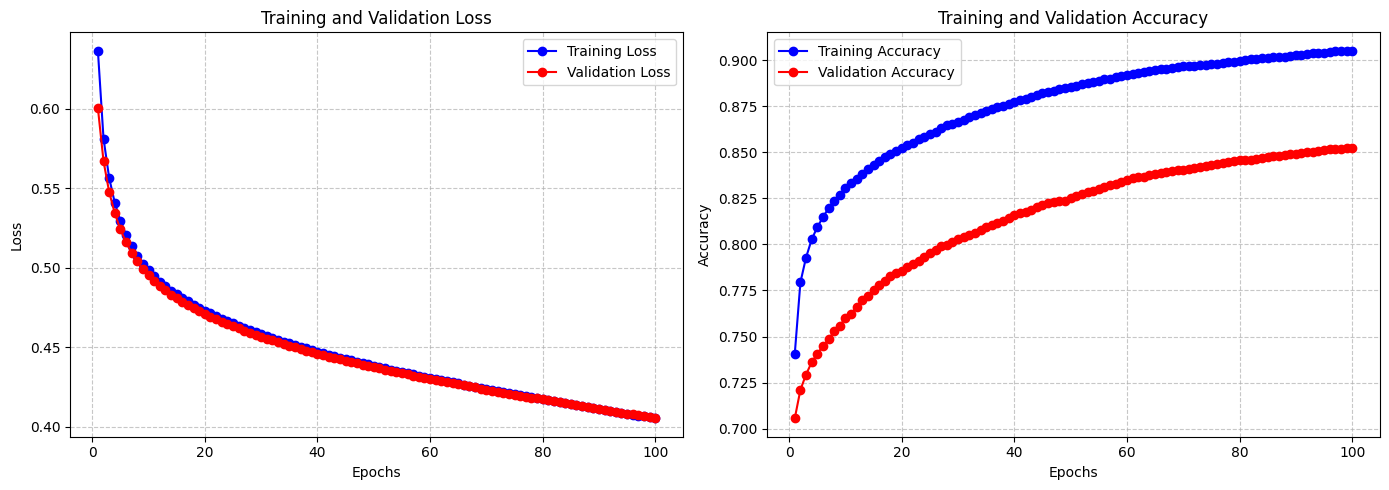 Training and Validation Loss
Training Loss
Validation Loss
0.60
0.55
0.50
0.45
0.40
Loss
0
20
40
60
80
100
Epochs
Training and Validation Accuracy
Training Accuracy
Validation Accuracy
0.900
0.875
0.850
0.825
0.800
0.775
0.750
0.725
0.700
Accuracy
0
20
40
60
80
100
Epochs